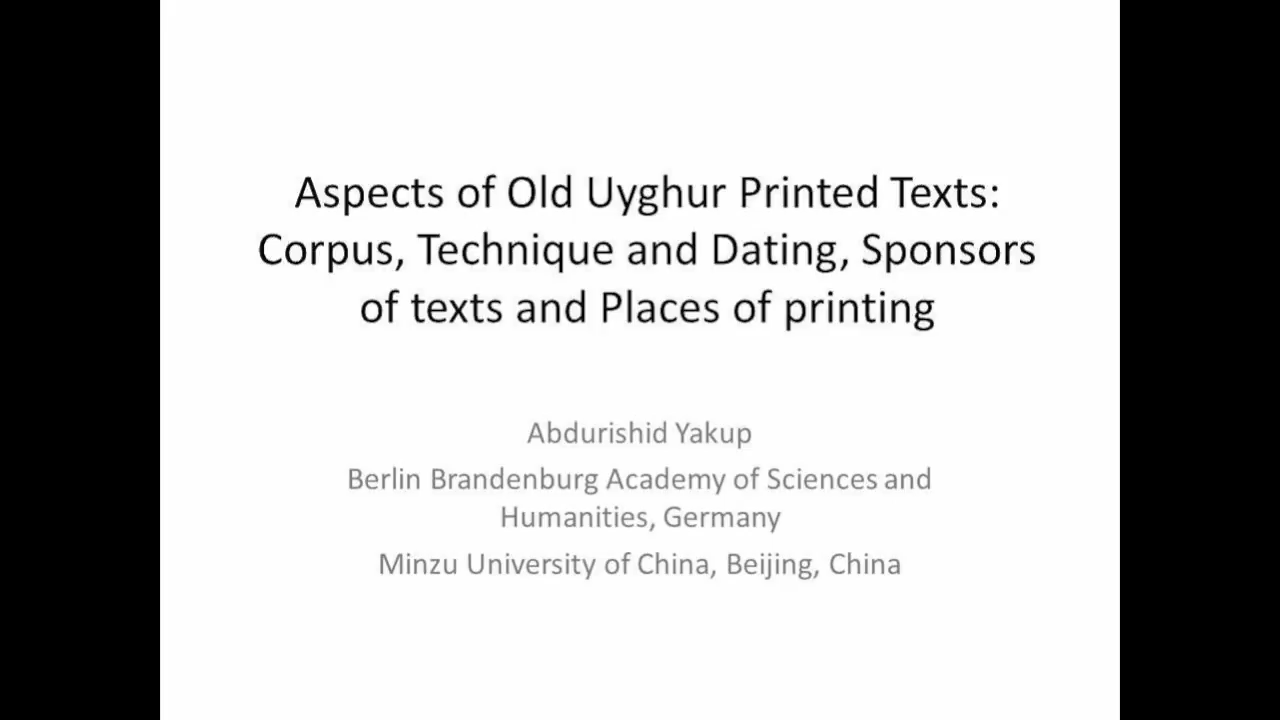 Aspects of Old Uyghur Printed Texts:
Corpus, Technique and Dating, Sponsors
of texts and Places of printing
Abdurishid Yakup
Berlin Brandenburg Academy of Sciences and
Humanities, Germany
Minzu University of China, Beijing, China